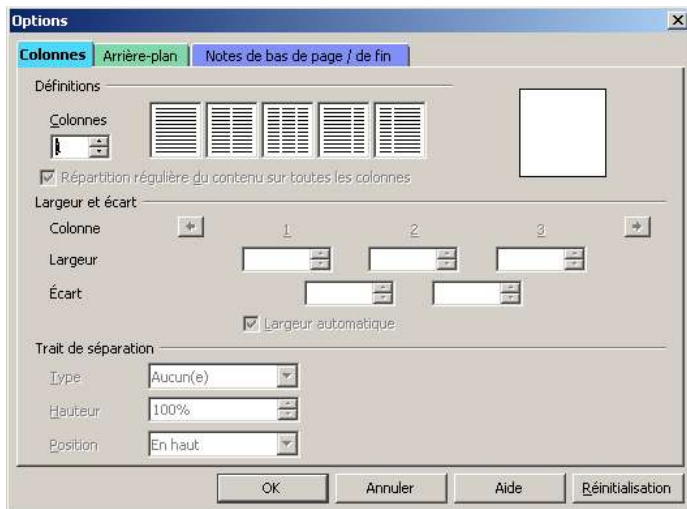 Options
Colonnes Arrière-plan Notes de bas de page / de fin
Définitions
Colonnes
Répartition régulière du contenu sur toutes les colonnes
Largeur et écart
Colonne 1 2 3
Largeur
Écart
Largeur automatique
Trait de séparation
Type Aucun(e)
Hauteur 100%
Position En haut
OK Annuler Aide Réinitialisation